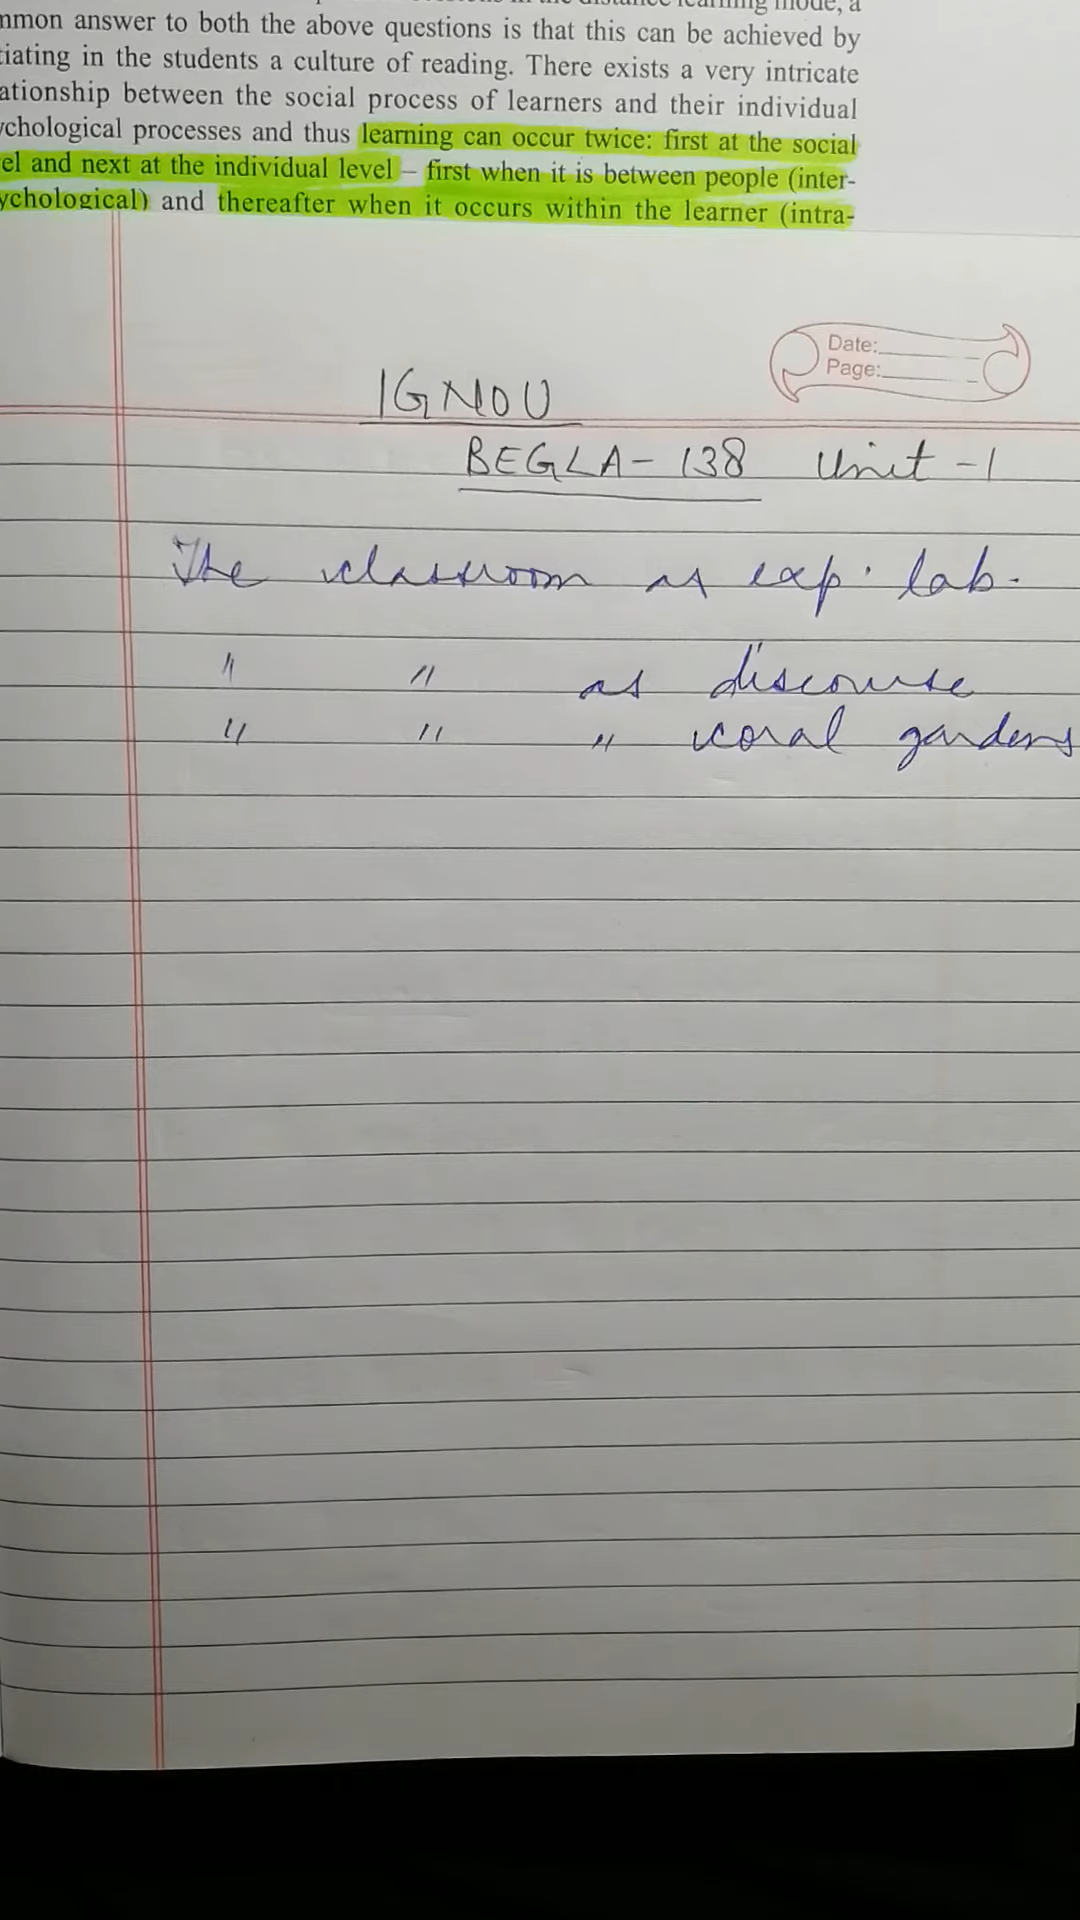 mmon answer to both the above questions is that this can be achieved by
tiating in the students a culture of reading. There exists a very intricate
ationship between the social process of learners and their individual
ychological processes and thus learning can occur twice: first at the social
el and next at the individual level – first when it is between people (inter-
ychological) and thereafter when it occurs within the learner (intra-
Date:
Page:
IGNOU
BEGLA-138 Unit-1
The classroom as exp. lab.
" " as discourse
" " " coral gardens